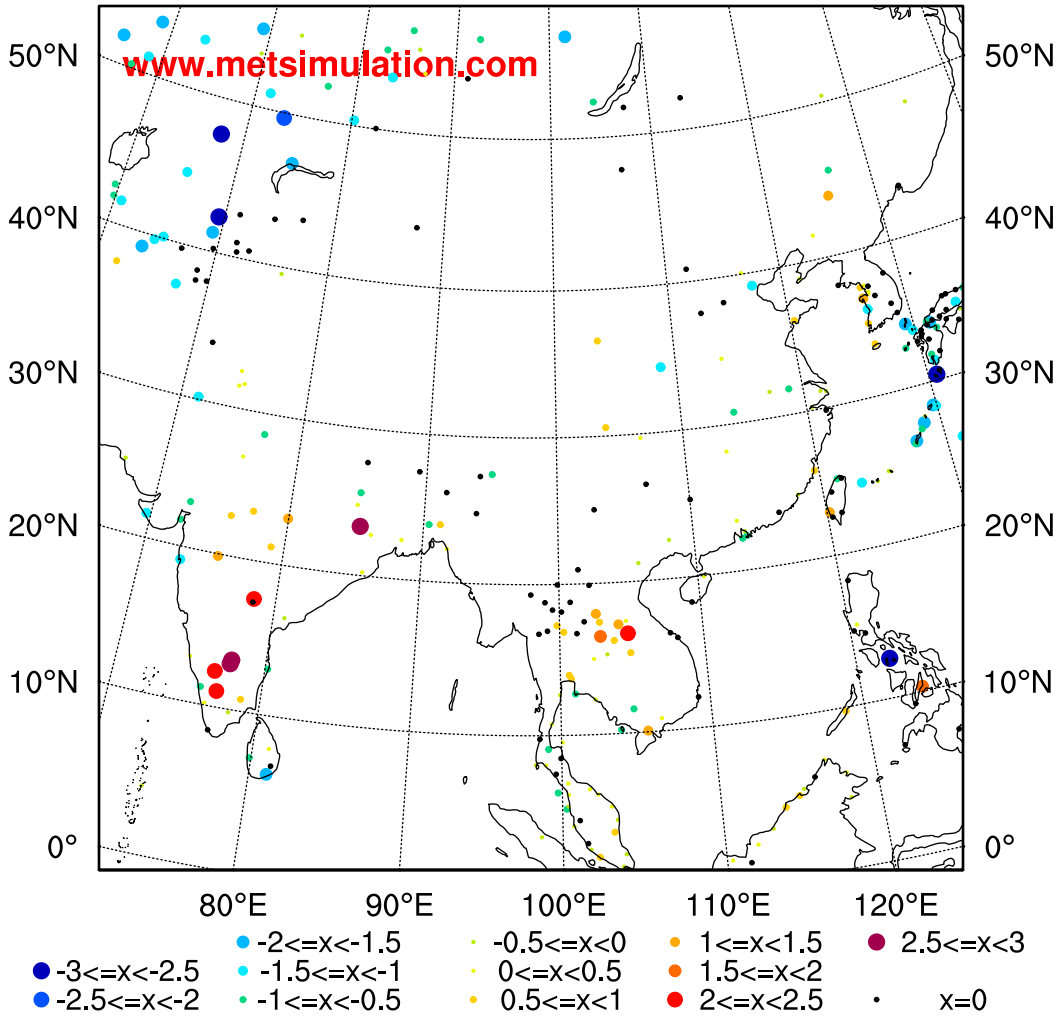 50°N 50°N
www.metsimulation.com
40°N 40°N
30°N 30°N
20°N 20°N
10°N 10°N
0° 0°
80°E 90°E 100°E 110°E 120°E
-2<=x<-1.5 -0.5<=x<0 1<=x<1.5 2.5<=x<3
-3<=x<-2.5 -1.5<=x<-1 0<=x<0.5 1.5<=x<2
-2.5<=x<-2 -1<=x<-0.5 0.5<=x<1 2<=x<2.5 x=0